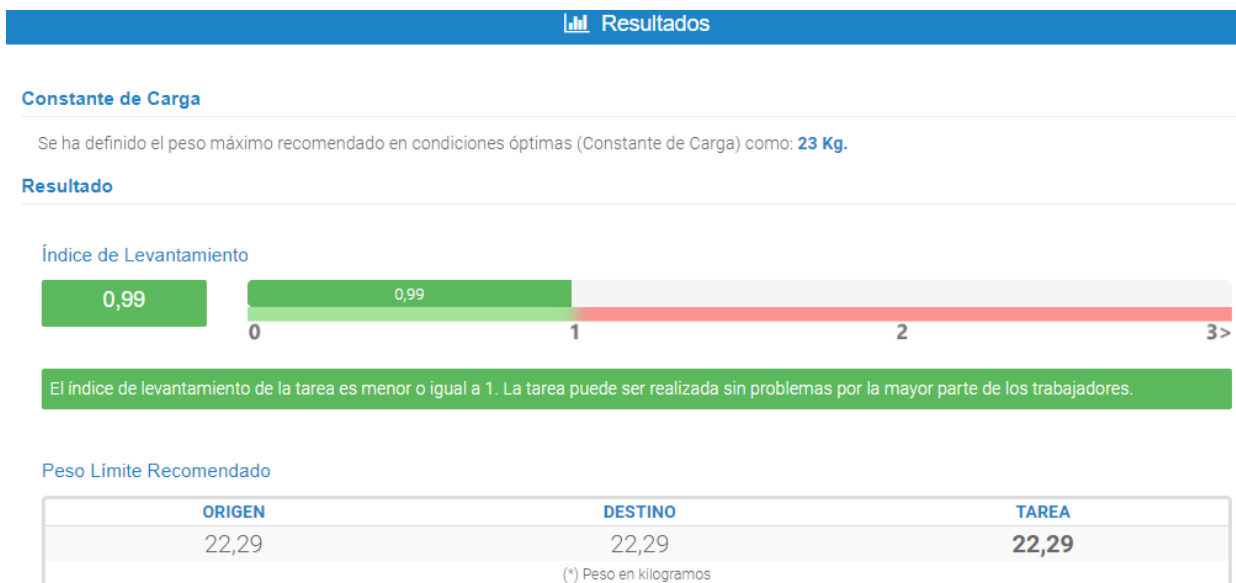 Resultados
Constante de Carga
Se ha definido el peso máximo recomendado en condiciones óptimas (Constante de Carga) como: 23 Kg.
Resultado
Índice de Levantamiento
0,99 0,99
0 1 2 3>
El índice de levantamiento de la tarea es menor o igual a 1. La tarea puede ser realizada sin problemas por la mayor parte de los trabajadores.
Peso Límite Recomendado
ORIGEN DESTINO TAREA
22,29 22,29 22,29
(*) Peso en kilogramos